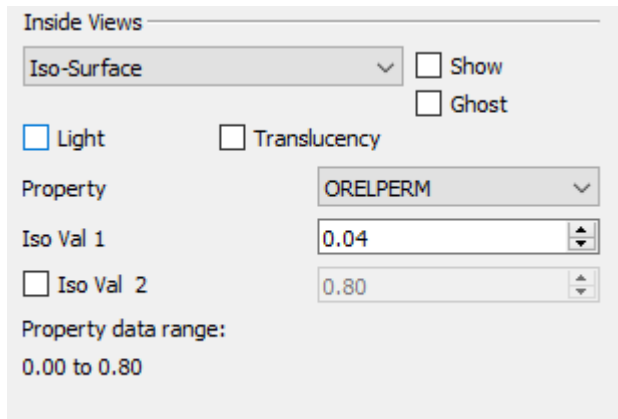 Inside Views
Iso-Surface
Show
Ghost
Light
Translucency
Property
ORELPERM
Iso Val 1
0.04
Iso Val  2
0.80
Property data range:
0.00 to 0.80